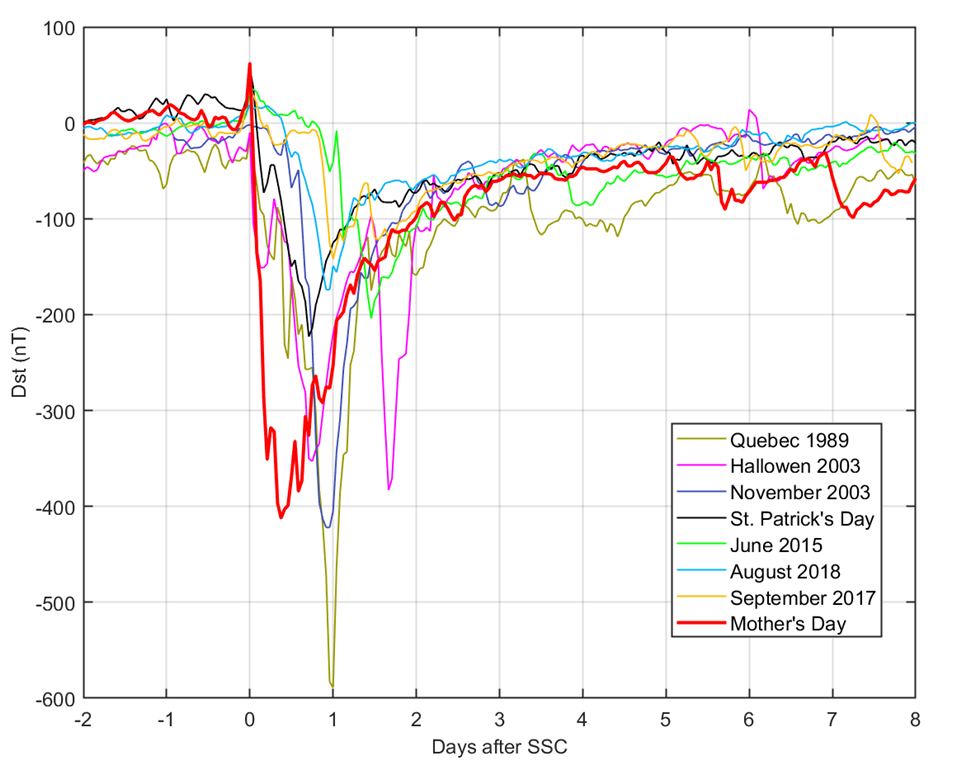 100
0
-100
-200
-300
-400
-500
-600
Dst (nT)
-2
-1
0
1
2
3
4
5
6
7
8
Days after SSC
Quebec 1989
Hallowen 2003
November 2003
St. Patrick's Day
June 2015
August 2018
September 2017
Mother's Day